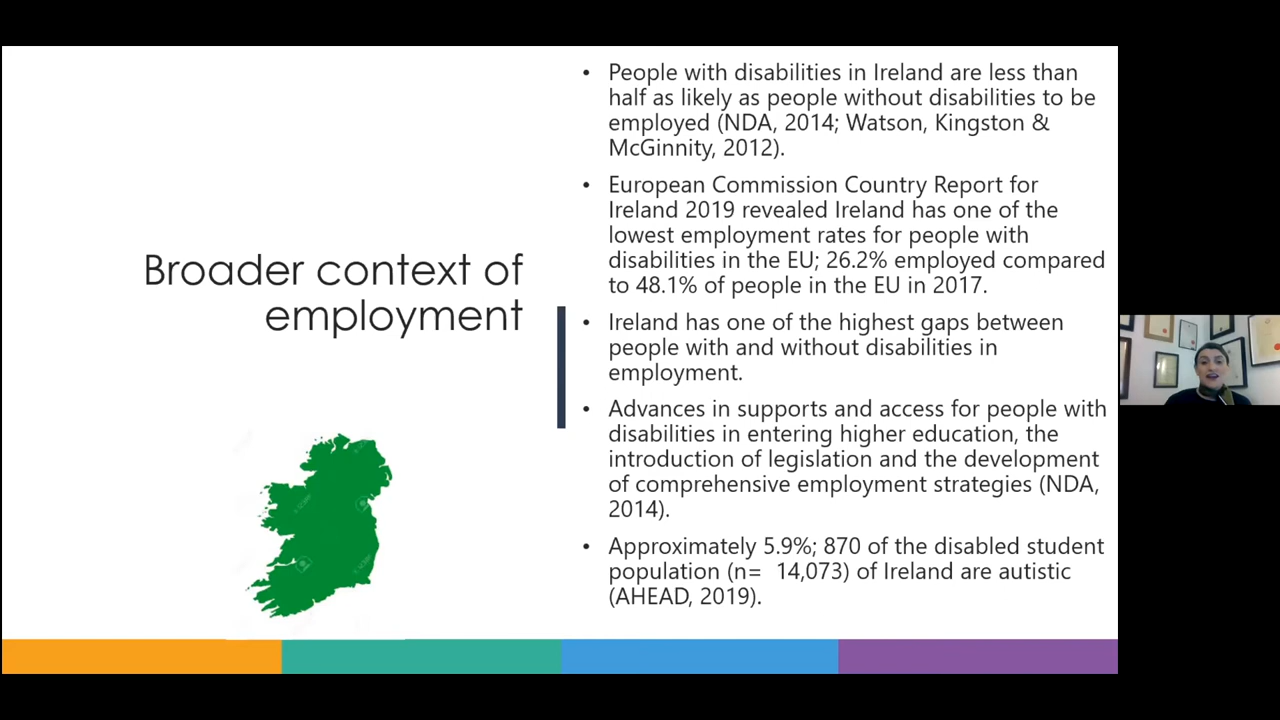 Broader context of
employment
• People with disabilities in Ireland are less than
half as likely as people without disabilities to be
employed (NDA, 2014; Watson, Kingston &
McGinnity, 2012).
• European Commission Country Report for
Ireland 2019 revealed Ireland has one of the
lowest employment rates for people with
disabilities in the EU; 26.2% employed compared
to 48.1% of people in the EU in 2017.
• Ireland has one of the highest gaps between
people with and without disabilities in
employment.
• Advances in supports and access for people with
disabilities in entering higher education, the
introduction of legislation and the development
of comprehensive employment strategies (NDA,
2014).
• Approximately 5.9%; 870 of the disabled student
population (n=  14,073) of Ireland are autistic
(AHEAD, 2019).